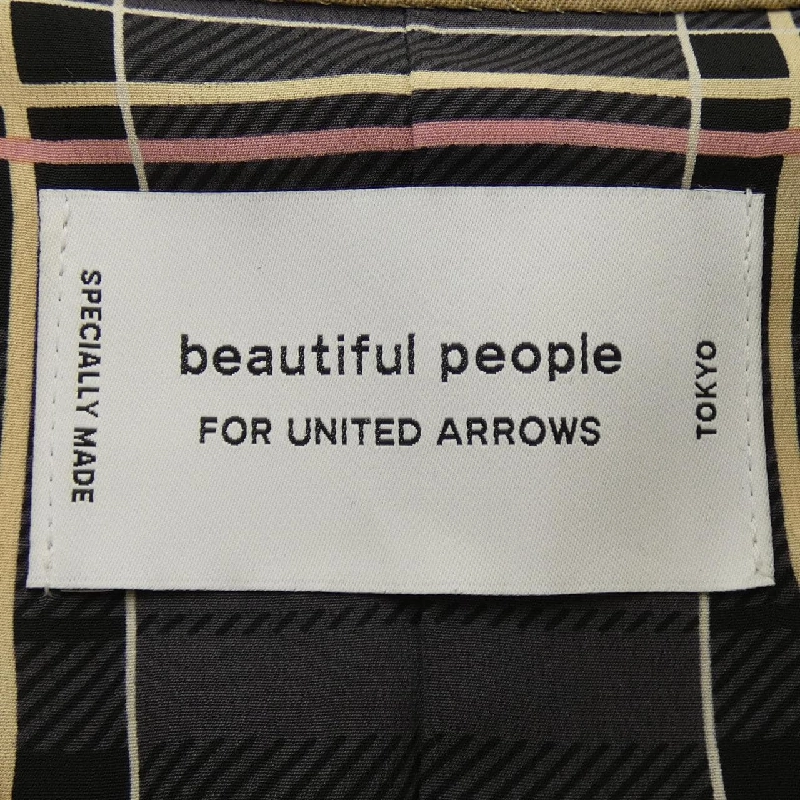 SPECIALLY MADE
beautiful people
FOR UNITED ARROWS
TOKYO